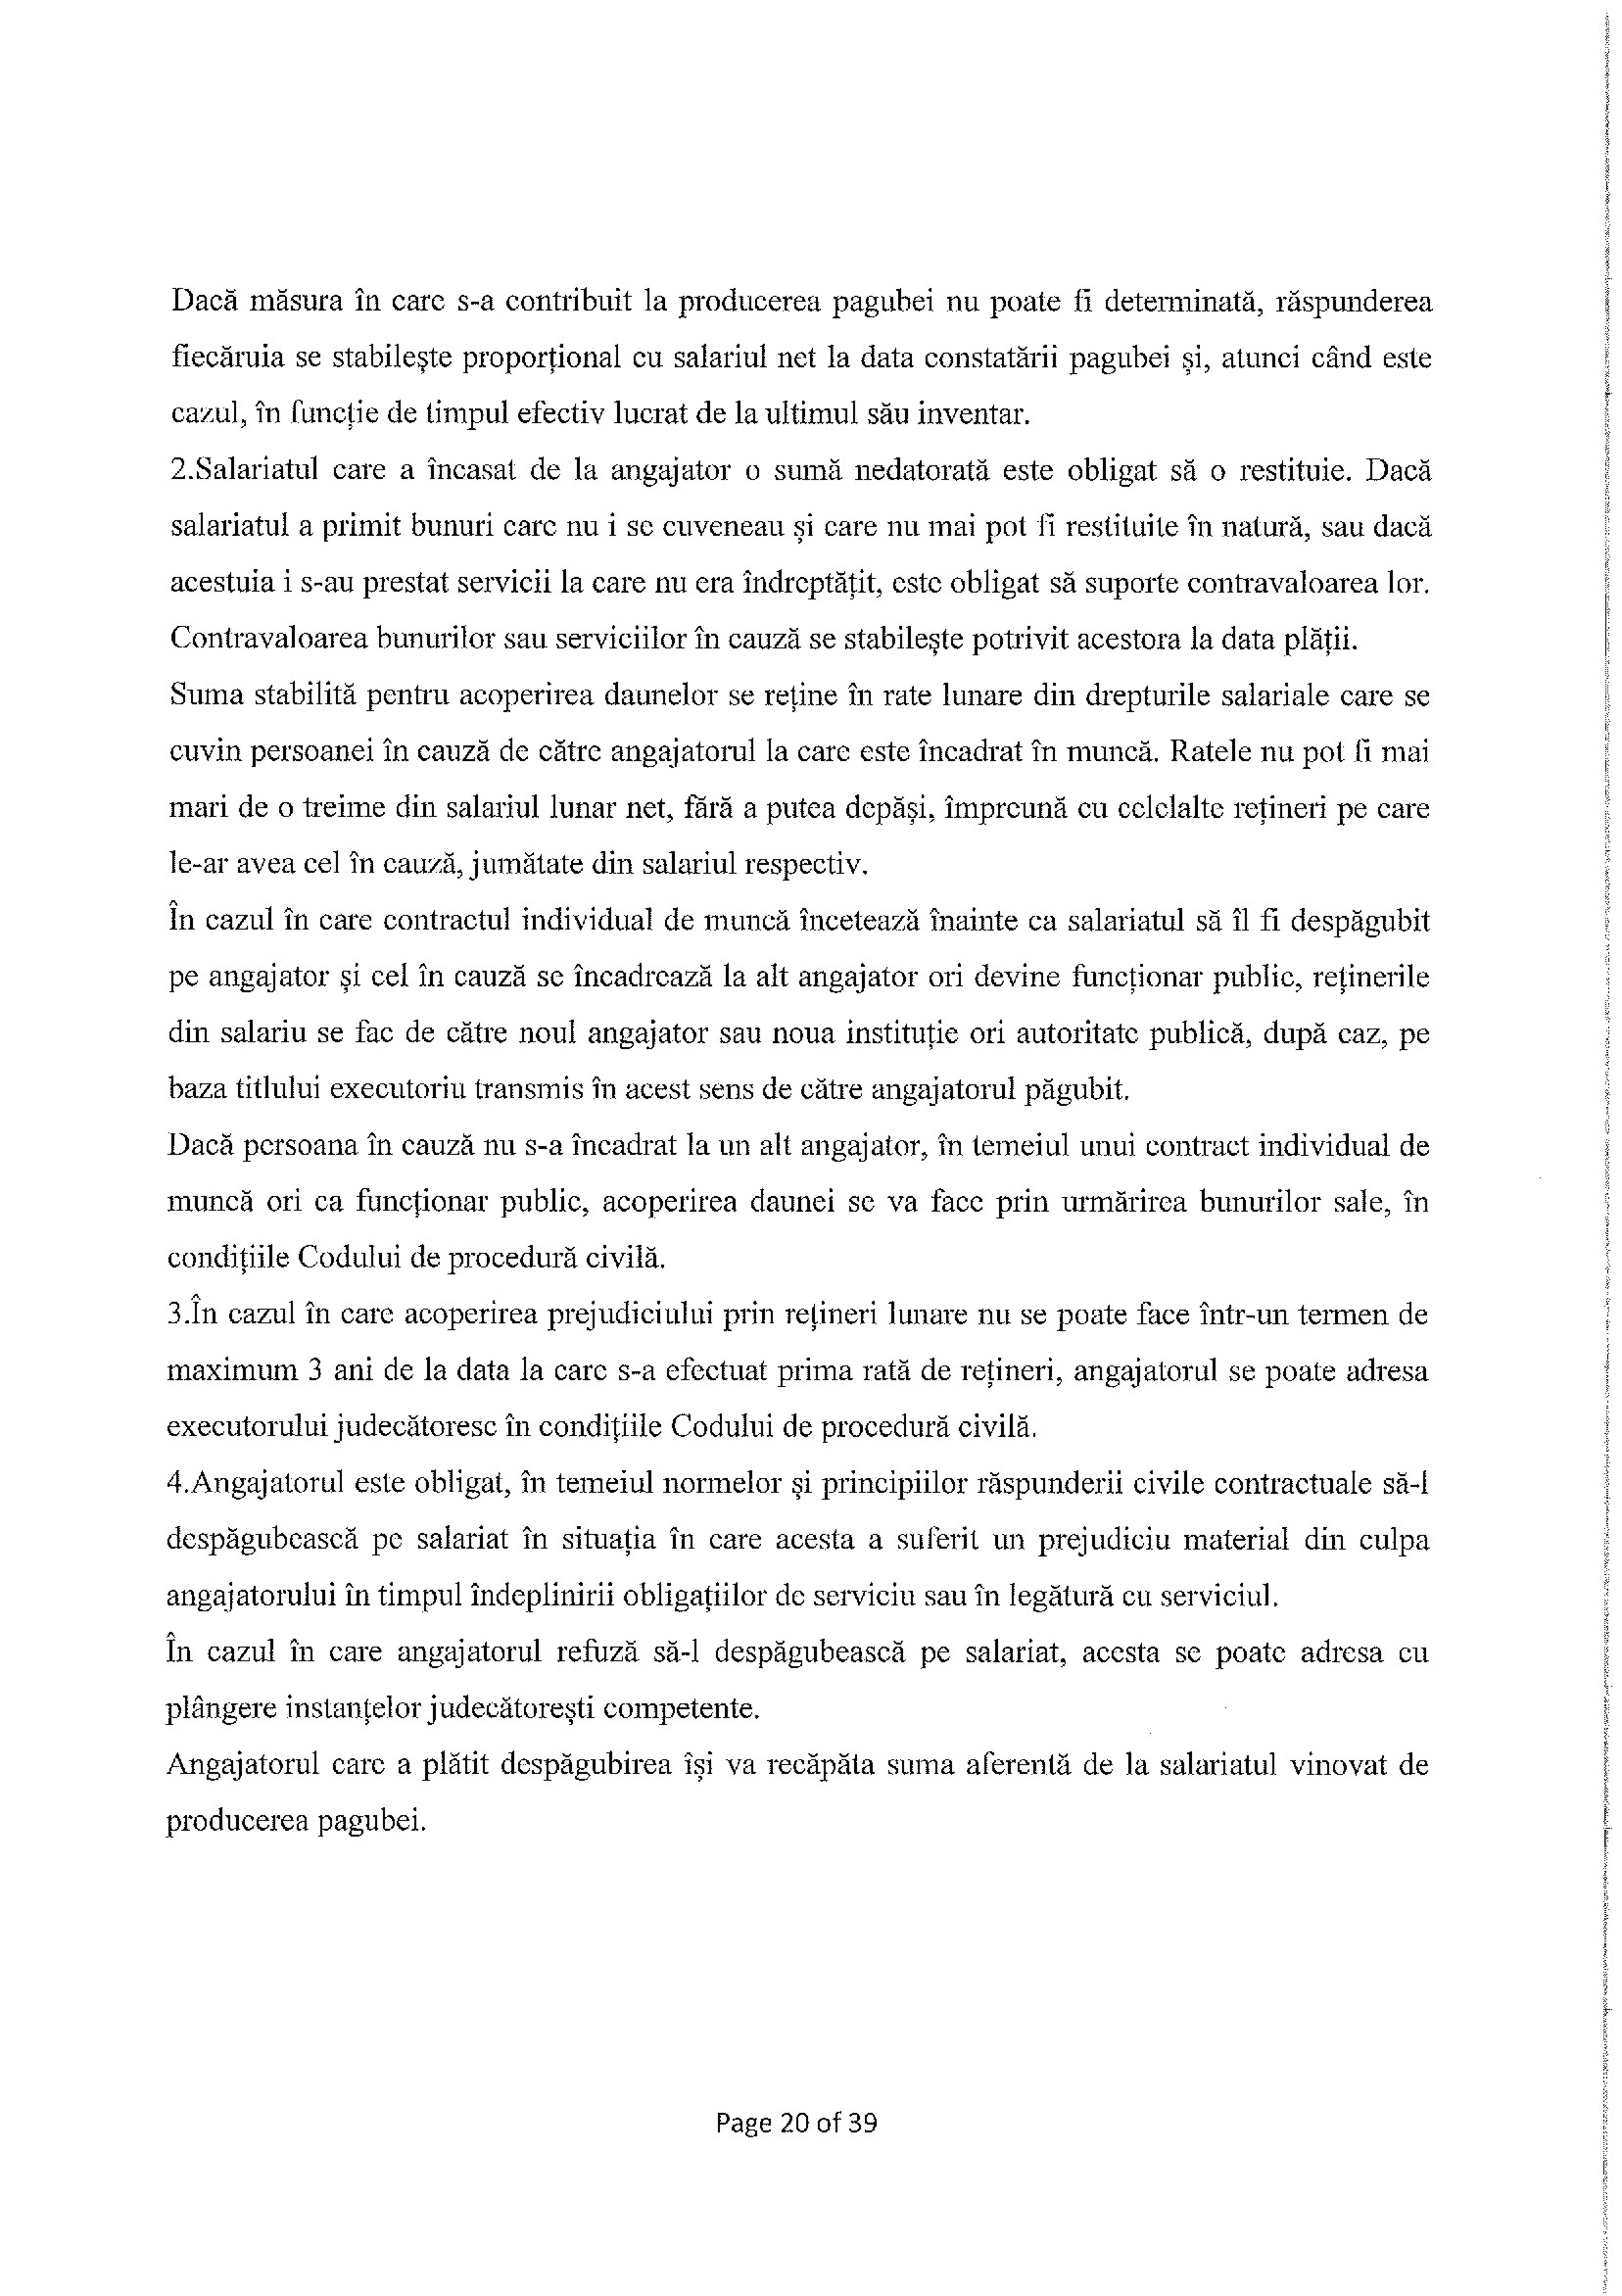 Dacă măsura în care s-a contribuit la producerea pagubei nu poate fi determinată, răspunderea
fiecăruia se stabilește proporțional cu salariul net la data constatării pagubei și, atunci când este
cazul, în funcție de timpul efectiv lucrat de la ultimul său inventar.
2.Salariatul care a încasat de la angajator o sumă nedatorată este obligat să o restituie. Dacă
salariatul a primit bunuri care nu i se cuveneau și care nu mai pot fi restituite în natură, sau dacă
acestuia i s-au prestat servicii la care nu era îndreptățit, este obligat să suporte contravaloarea lor.
Contravaloarea bunurilor sau serviciilor în cauză se stabilește potrivit acestora la data plății.
Suma stabilită pentru acoperirea daunelor se reține în rate lunare din drepturile salariale care se
cuvin persoanei în cauză de către angajatorul la care este încadrat în muncă. Ratele nu pot fi mai
mari de o treime din salariul lunar net, fără a putea depăși, împreună cu celelalte rețineri pe care
le-ar avea cel în cauză, jumătate din salariul respectiv.
În cazul în care contractul individual de muncă încetează înainte ca salariatul să îl fi despăgubit
pe angajator și cel în cauză se încadrează la alt angajator ori devine funcționar public, reținerile
din salariu se fac de către noul angajator sau noua instituție ori autoritate publică, după caz, pe
baza titlului executoriu transmis în acest sens de către angajatorul păgubit.
Dacă persoana în cauză nu s-a încadrat la un alt angajator, în temeiul unui contract individual de
muncă ori ca funcționar public, acoperirea daunei se va face prin urmărirea bunurilor sale, în
condițiile Codului de procedură civilă.
3.În cazul în care acoperirea prejudiciului prin rețineri lunare nu se poate face într-un termen de
maximum 3 ani de la data la care s-a efectuat prima rată de rețineri, angajatorul se poate adresa
executorului judecătoresc în condițiile Codului de procedură civilă.
4.Angajatorul este obligat, în temeiul normelor și principiilor răspunderii civile contractuale să-l
despăgubească pe salariat în situația în care acesta a suferit un prejudiciu material din culpa
angajatorului în timpul îndeplinirii obligațiilor de serviciu sau în legătură cu serviciul.
În cazul în care angajatorul refuză să-l despăgubească pe salariat, acesta se poate adresa cu
plângere instanțelor judecătorești competente.
Angajatorul care a plătit despăgubirea își va recăpăta suma aferentă de la salariatul vinovat de
producerea pagubei.
Page 20 of 39